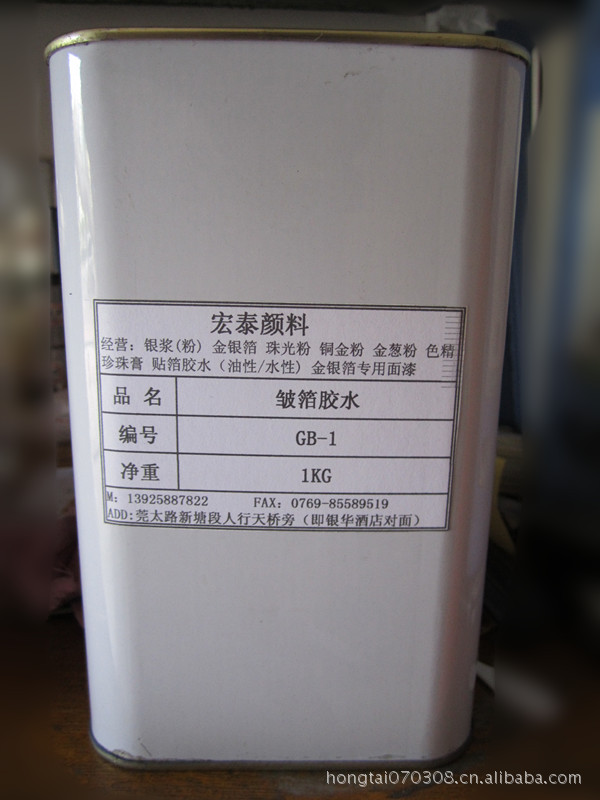 宏泰颜料
经营: 银浆(粉) 金银箔 珠光粉 铜金粉 金葱粉 色精
珍珠膏 贴箔胶水 (油性/水性) 金银箔专用面漆
品 名 皱箔胶水
编号 GB-1
净重 1KG
M: 13925887822 FAX: 0769-85589519
ADD:莞太路新塘段人行天桥旁 (即银华酒店对面)
hongtai070308.cn.alibaba.com